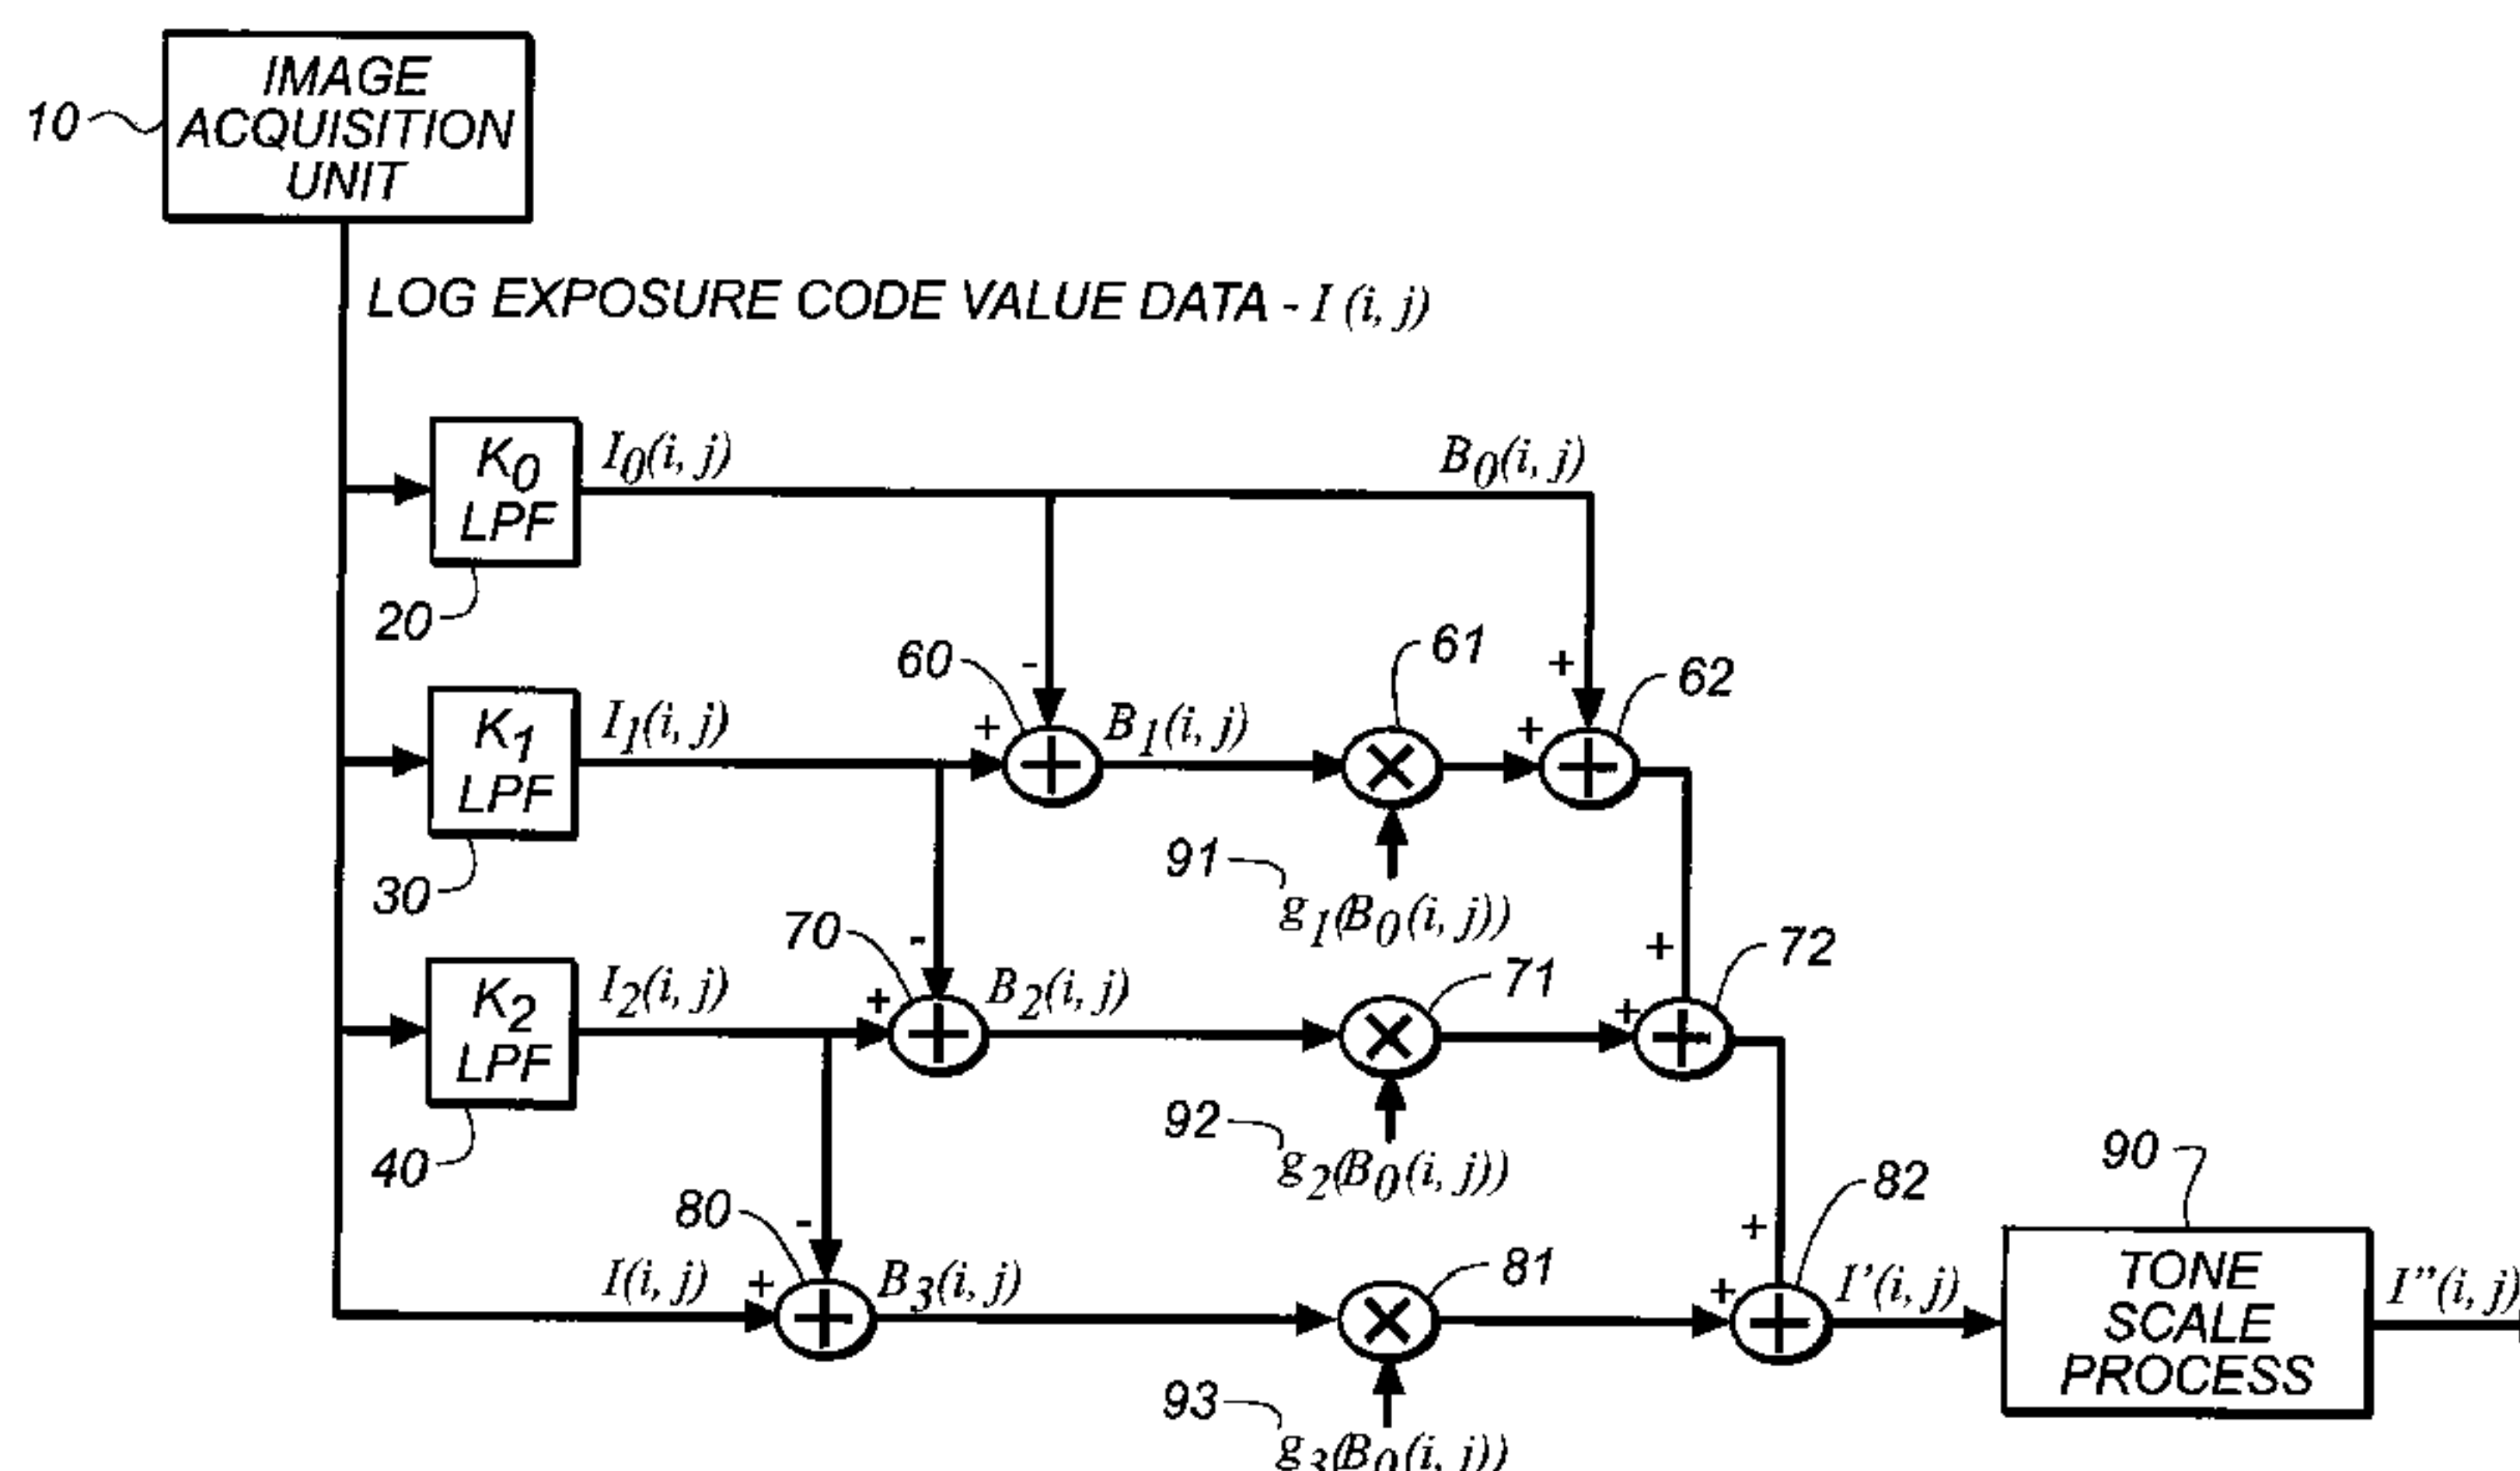 IMAGE
ACQUISITION
UNIT
10
LOG EXPOSURE CODE VALUE DATA - I (i, j)
K0
LPF
I0(i, j)
B0(i, j)
20
K1
LPF
I1(i, j)
60
-
+
B1(i, j)
61
+
+
62
30
91
g1(B0(i, j))
K2
LPF
I2(i, j)
70
-
+
B2(i, j)
71
+
+
72
40
92
g2(B0(i, j))
80
-
I(i, j)
+
B3(i, j)
81
+
+
82
I'(i, j)
90
TONE
SCALE
PROCESS
I''(i, j)
93
g3(B0(i, j))